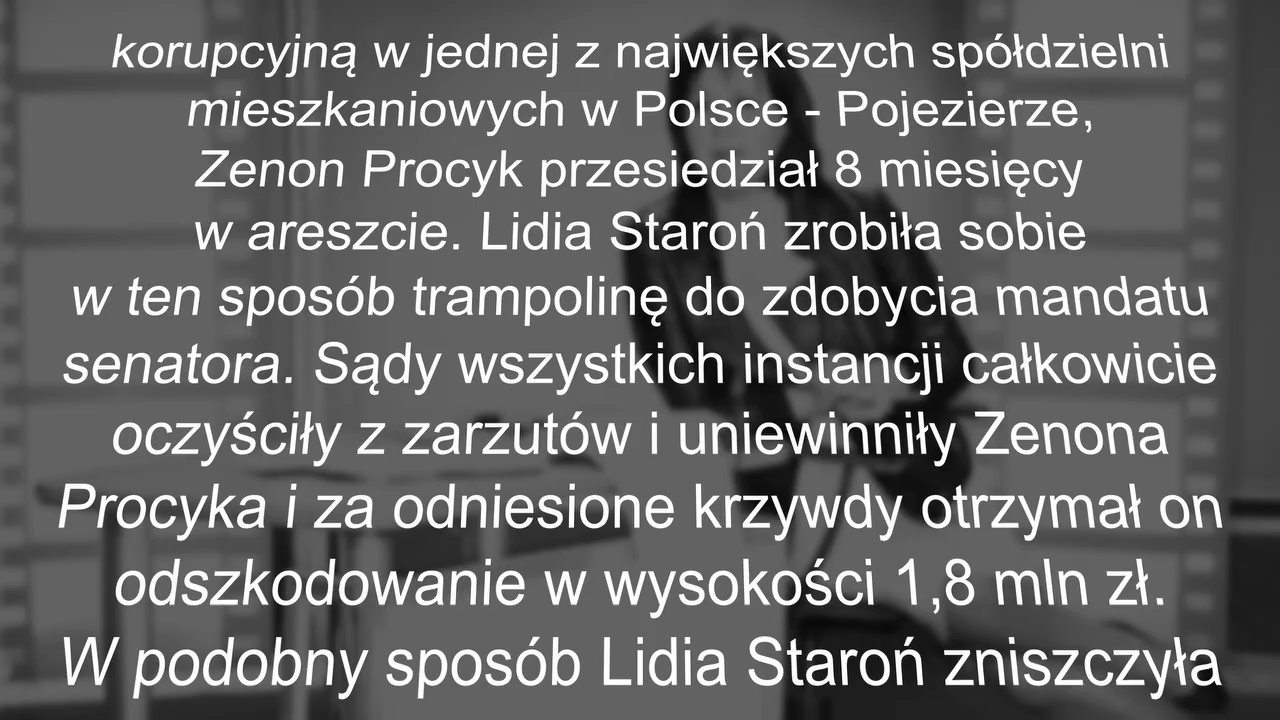 korupcyjną w jednej z największych spółdzielni
mieszkaniowych w Polsce - Pojezierze,
Zenon Procyk przesiedział 8 miesięcy
w areszcie. Lidia Staroń zrobiła sobie
w ten sposób trampolinę do zdobycia mandatu
senatora. Sądy wszystkich instancji całkowicie
oczyściły z zarzutów i uniewinniły Zenona
Procyka i za odniesione krzywdy otrzymał on
odszkodowanie w wysokości 1,8 mln zł.
W podobny sposób Lidia Staroń zniszczyła